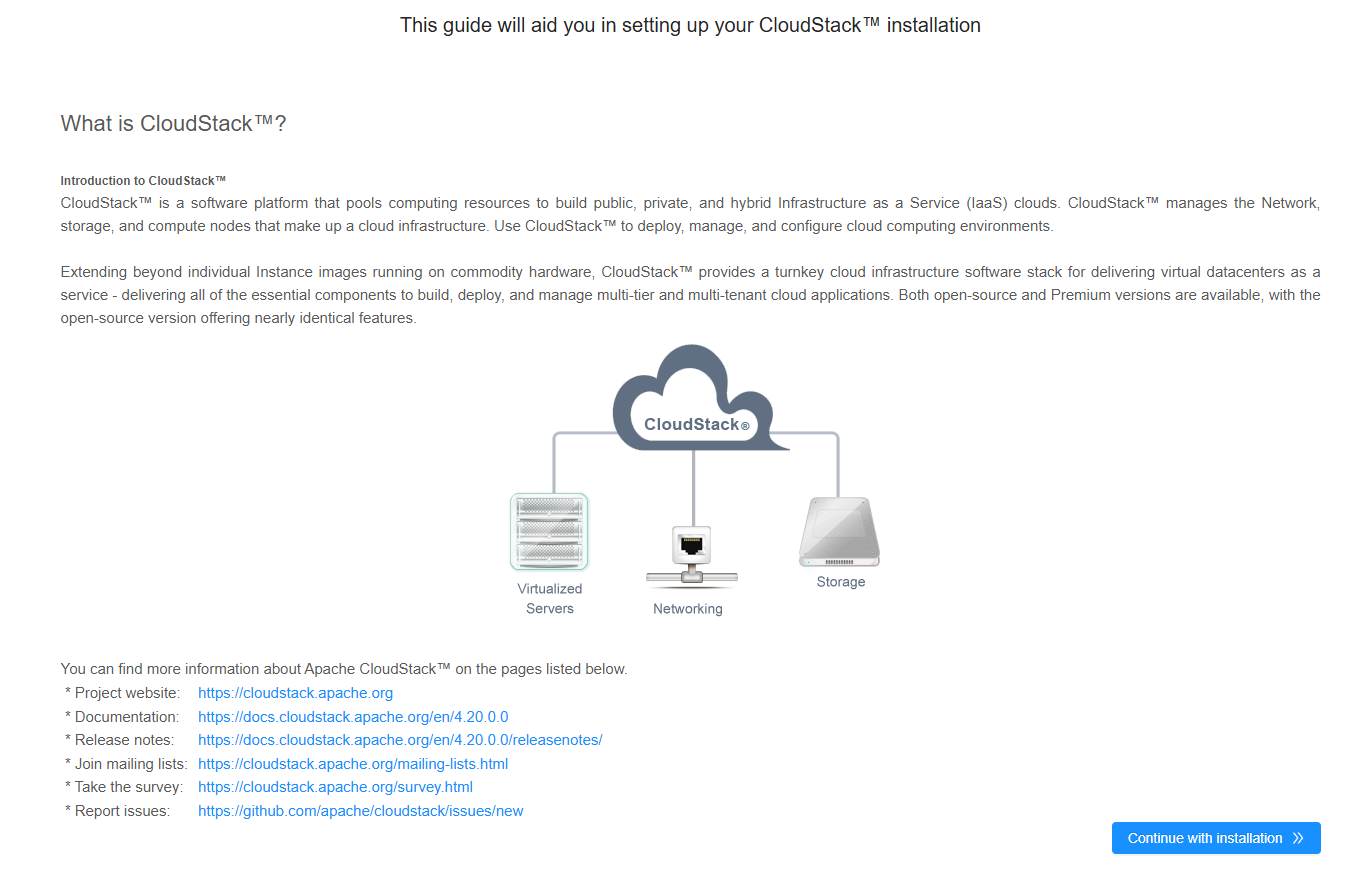 This guide will aid you in setting up your CloudStack™ installation
What is CloudStack™?
Introduction to CloudStack™
CloudStack™ is a software platform that pools computing resources to build public, private, and hybrid Infrastructure as a Service (IaaS) clouds. CloudStack™ manages the Network,
storage, and compute nodes that make up a cloud infrastructure. Use CloudStack™ to deploy, manage, and configure cloud computing environments.
Extending beyond individual Instance images running on commodity hardware, CloudStack™ provides a turnkey cloud infrastructure software stack for delivering virtual datacenters as a
service - delivering all of the essential components to build, deploy, and manage multi-tier and multi-tenant cloud applications. Both open-source and Premium versions are available, with the
open-source version offering nearly identical features.
CloudStack®
Virtualized
Servers
Networking
Storage
You can find more information about Apache CloudStack™ on the pages listed below.
* Project website: https://cloudstack.apache.org
* Documentation: https://docs.cloudstack.apache.org/en/4.20.0.0
* Release notes: https://docs.cloudstack.apache.org/en/4.20.0.0/releasenotes/
* Join mailing lists: https://cloudstack.apache.org/mailing-lists.html
* Take the survey: https://cloudstack.apache.org/survey.html
* Report issues: https://github.com/apache/cloudstack/issues/new
Continue with installation